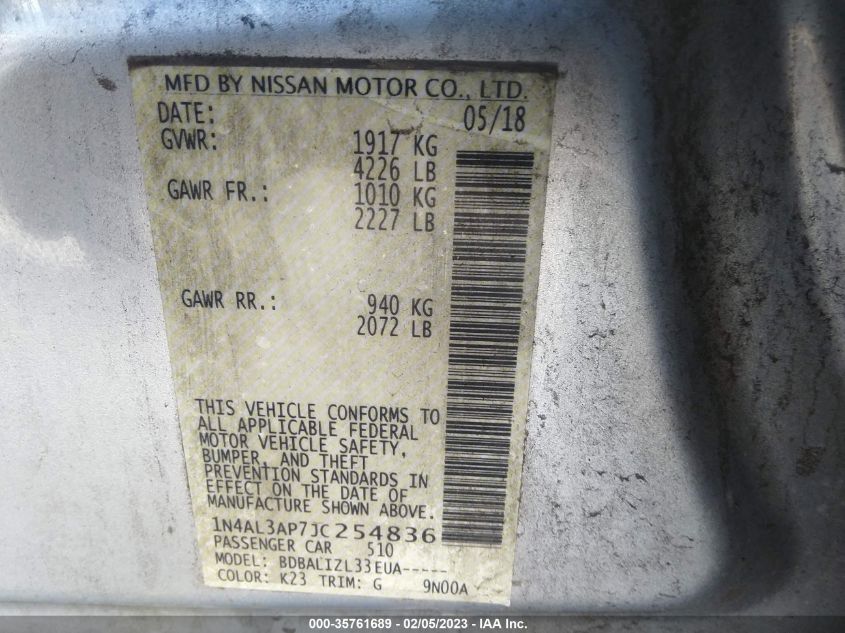 MFD BY NISSAN MOTOR CO., LTD.
DATE: 05/18
GVWR: 1917 KG
4226 LB
GAWR FR.: 1010 KG
2227 LB
GAWR RR.: 940 KG
2072 LB
THIS VEHICLE CONFORMS TO
ALL APPLICABLE FEDERAL
MOTOR VEHICLE SAFETY,
BUMPER, AND THEFT
PREVENTION STANDARDS IN
EFFECT ON THE DATE OF
MANUFACTURE SHOWN ABOVE.
1N4AL3AP7JC254836
PASSENGER CAR 510
MODEL: BDBALIZL33EUA-----
COLOR: K23 TRIM: G 9N00A
000-35761689 - 02/05/2023 - IAA Inc.